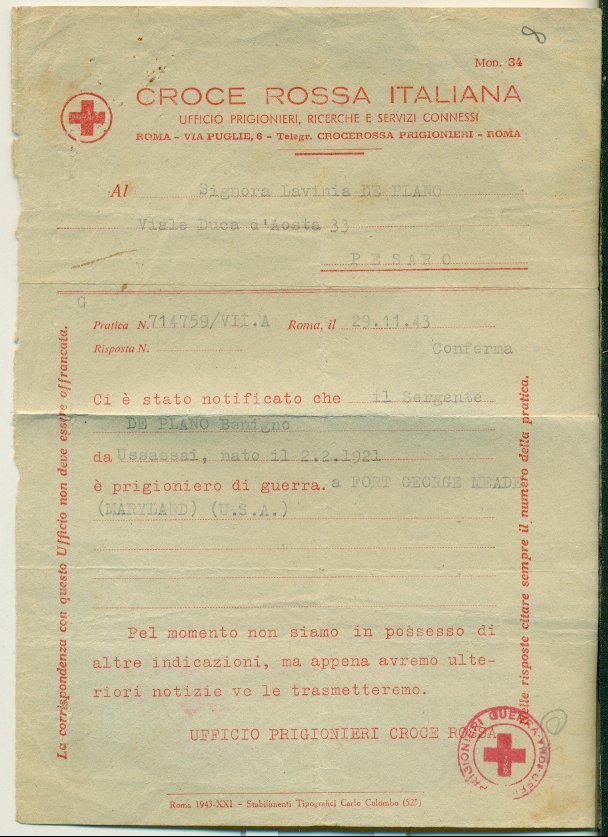 8
Mod. 34
CROCE ROSSA ITALIANA
UFFICIO PRIGIONIERI, RICERCHE E SERVIZI CONNESSI
ROMA - VIA PUGLIE, 6 - Telegr. CROCEROSSA PRIGIONIERI - ROMA
Al Signora Lavinia DE PLANO
Viale Duca d'Aosta 33
PESARO
G
Pratica N. 714759/VII.A Roma, il 29.11.43
Risposta N. Conferma
Ci è stato notificato che il Sergente
DE PLANO Benigno
da Ussassai, nato il 2.2.1921
è prigioniero di guerra. a FORT GEORGE MEADE
(MARYLAND) (U.S.A.)
Pel momento non siamo in possesso di
altre indicazioni, ma appena avremo ulte-
riori notizie ve le trasmetteremo.
UFFICIO PRIGIONIERI CROCE ROSSA
PRIGIONIERI GUERRA
Roma 1943-XXI - Stabilimenti Tipografici Carlo Colombo
La corrispondenza con questo Ufficio non deve essere affrancata.
Nelle risposte citare sempre il numero della pratica.